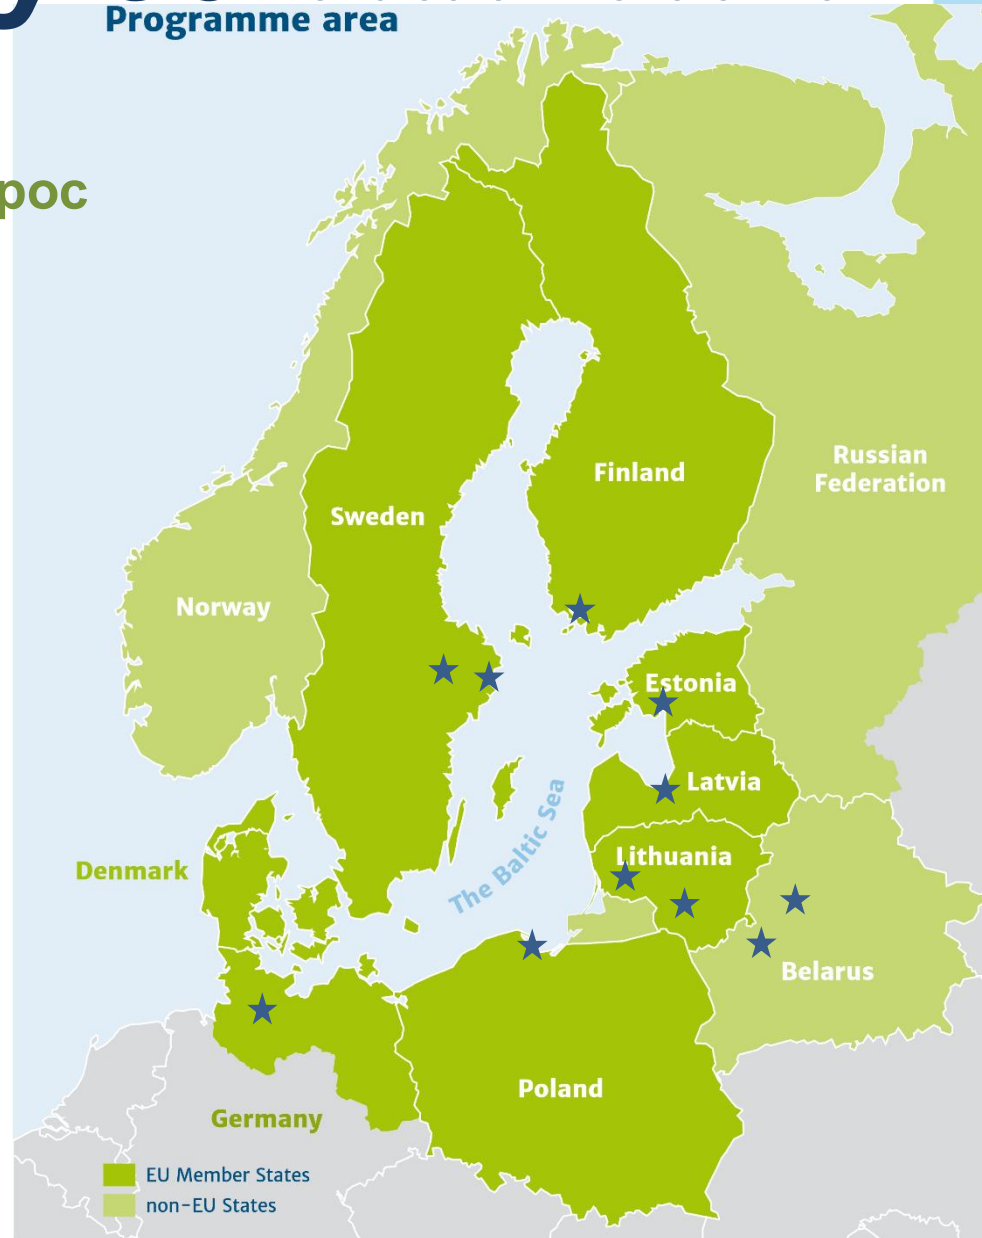 Programme area
рос
Finland
Russian
Federation
Sweden
Norway
Estonia
Latvia
The Baltic Sea
Lithuania
Denmark
Belarus
Poland
Germany
EU Member States
non-EU States